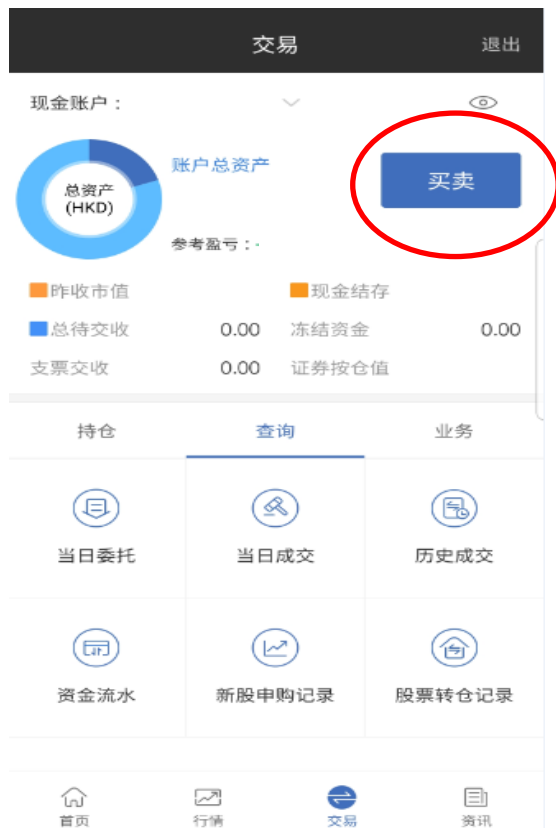 交易 退出
现金账户：
账户总资产
买卖
总资产
(HKD)
参考盈亏：-
昨收市值 现金结存
总待交收 0.00 冻结资金 0.00
支票交收 0.00 证券按仓值
持仓 查询 业务
当日委托 当日成交 历史成交
资金流水 新股申购记录 股票转仓记录
首页 行情 交易 资讯